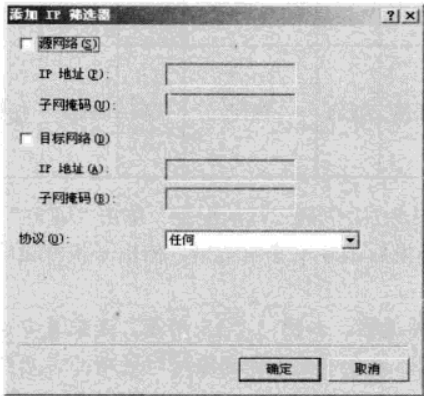 添加 IP 筛选器
源网络(S)
IP 地址(P):
子网掩码(U):
目标网络(D)
IP 地址(A):
子网掩码(B):
协议(O):
任何
确定
取消